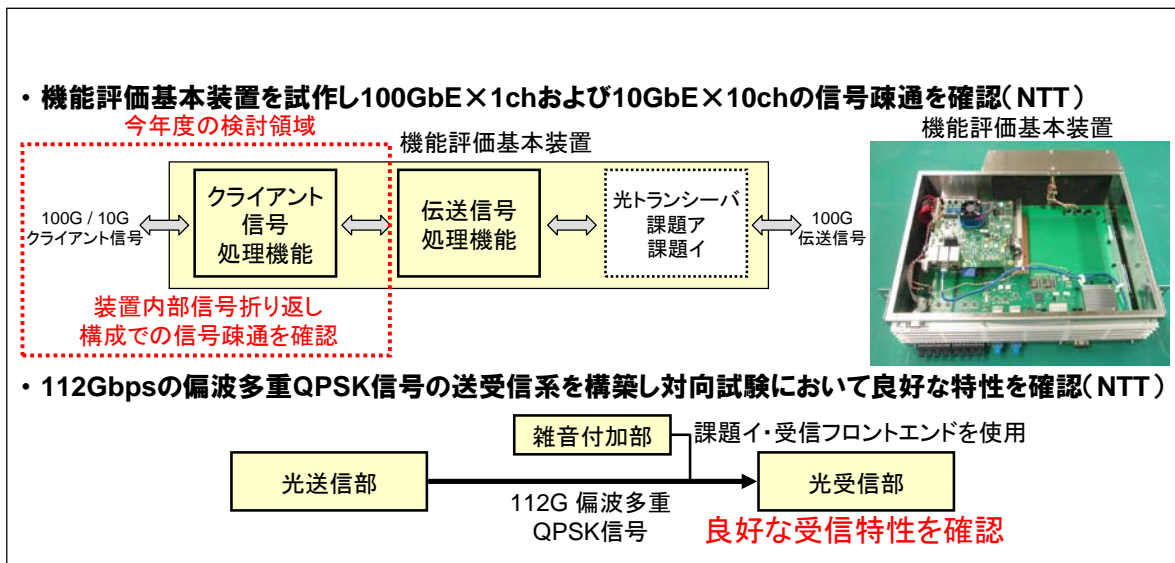 ・機能評価基本装置を試作し100GbE×1chおよび10GbE×10chの信号疎通を確認(NTT)
今年度の検討領域
機能評価基本装置
機能評価基本装置
100G / 10G
クライアント信号
クライアント
信号
処理機能
伝送信号
処理機能
光トランシーバ
課題ア
課題イ
100G
伝送信号
装置内部信号折り返し
構成での信号疎通を確認
・112Gbpsの偏波多重QPSK信号の送受信系を構築し対向試験において良好な特性を確認(NTT)
雑音付加部
課題イ・受信フロントエンドを使用
光送信部
光受信部
112G 偏波多重
QPSK信号
良好な受信特性を確認